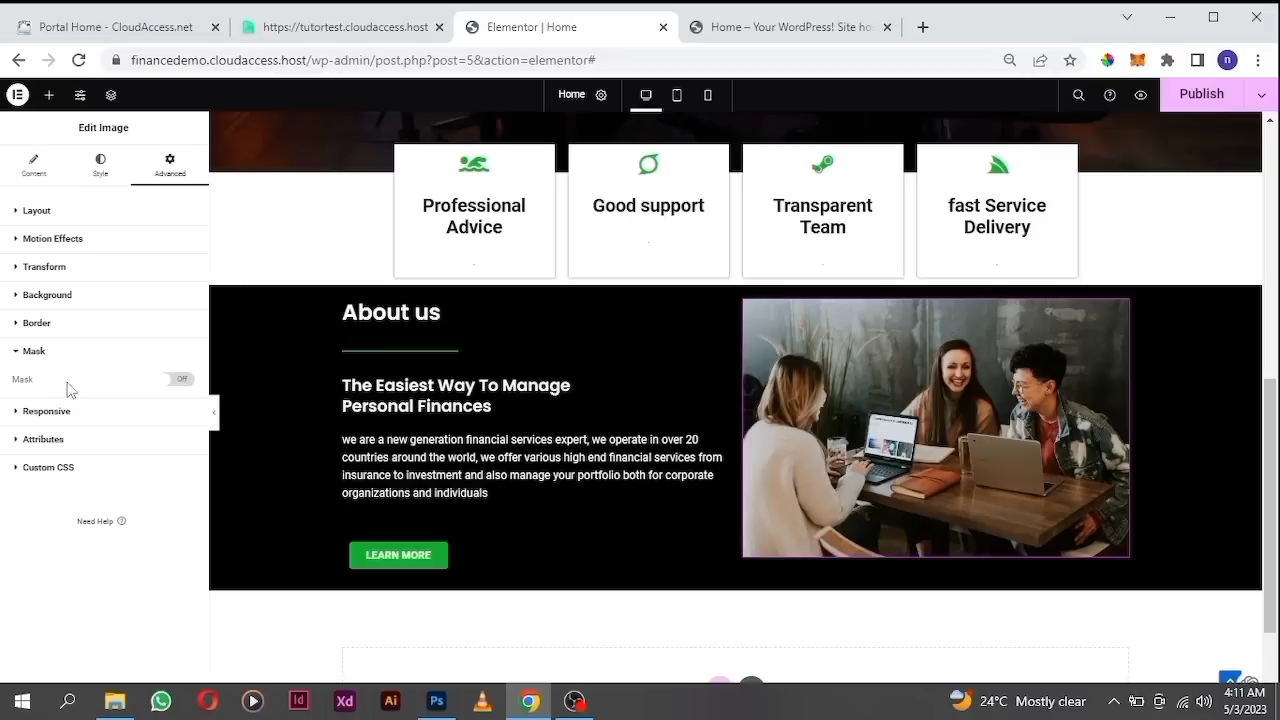 Portal Home - CloudAccess.net
https://tutortest.cloudaccess.host
Elementor | Home
Home – Your WordPress! Site ho
financedemo.cloudaccess.host/wp-admin/post.php?post=5&action=elementor#
n
Home
Publish
Edit Image
Content
Style
Advanced
Layout
Motion Effects
Transform
Background
Border
Mask
Mask
Off
Responsive
Attributes
Custom CSS
Need Help
Professional
Advice
.
Good support
.
Transparent
Team
.
fast Service
Delivery
.
About us
The Easiest Way To Manage
Personal Finances
we are a new generation financial services expert, we operate in over 20
countries around the world, we offer various high end financial services from
insurance to investment and also manage your portfolio both for corporate
organizations and individuals
LEARN MORE
Id
Xd
Ai
Ps
24°C Mostly clear
4:11 AM
5/3/2023